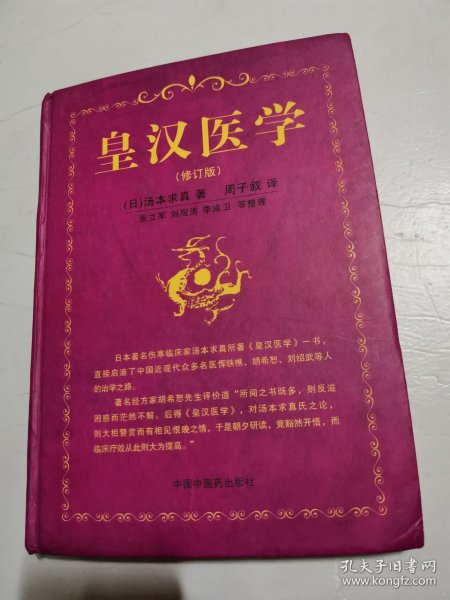 皇汉医学
（修订版）
（日）汤本求真 著 周子叙 译
张立军 刘观涛 李成卫 等整理
日本著名伤寒临床家汤本求真所著《皇汉医学》一书，
直接启迪了中国近现代众多名医恽铁樵、胡希恕、刘绍武等人
的治学之路。
著名经方家胡希恕先生评价道“所阅之书既多，则反滋
困惑而茫然不解。后得《皇汉医学》，对汤本求真氏之论，
则大相赞赏而有相见恨晚之情，于是朝夕研读，竟豁然开悟，而
临床疗效从此则大为提高。”
中国中医药出版社
孔夫子旧书网
www.kongfz.com